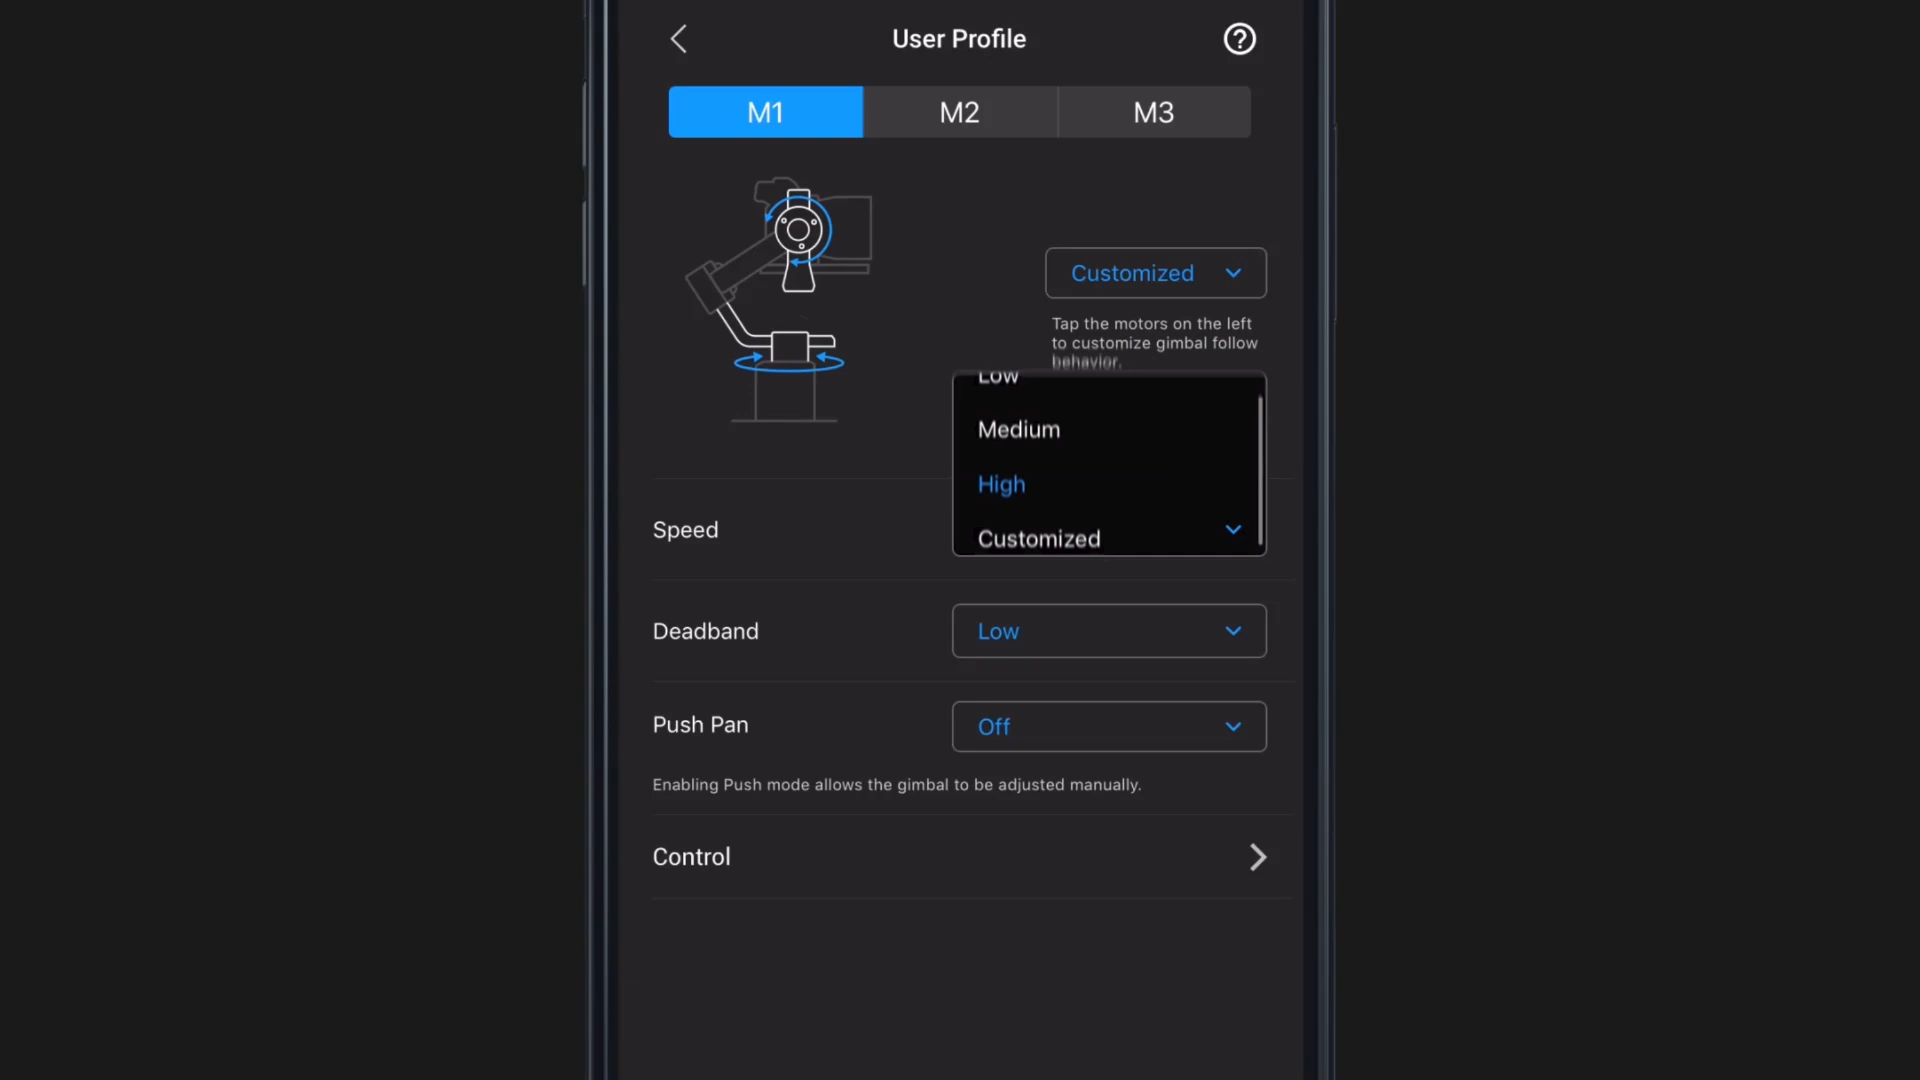 User Profile
M1
M2
M3
Customized
Tap the motors on the left
to customize gimbal follow
behavior.
Low
Medium
High
Speed
Customized
Deadband
Low
Push Pan
Off
Enabling Push mode allows the gimbal to be adjusted manually.
Control